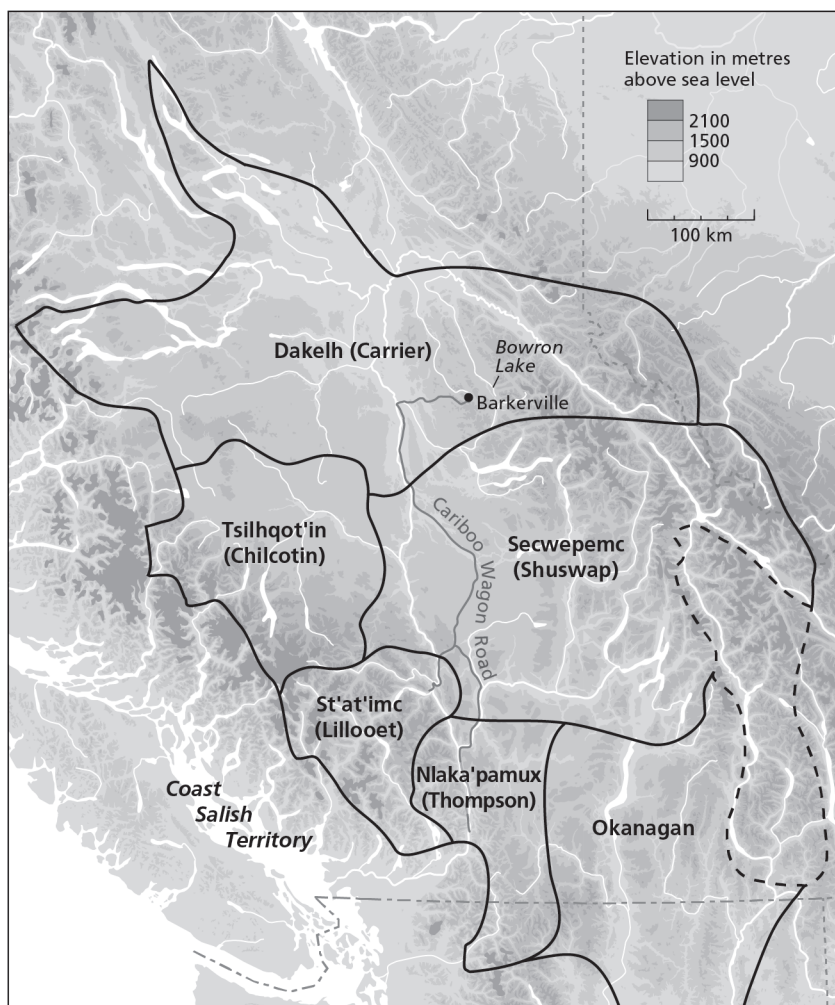 Elevation in metres
above sea level
2100
1500
900
100 km
Dakelh (Carrier)
Bowron
Lake
Barkerville
Tsilhqot'in
(Chilcotin)
Cariboo Wagon Road
Secwepemc
(Shuswap)
St'at'imc
(Lillooet)
Nlaka'pamux
(Thompson)
Okanagan
Coast
Salish
Territory